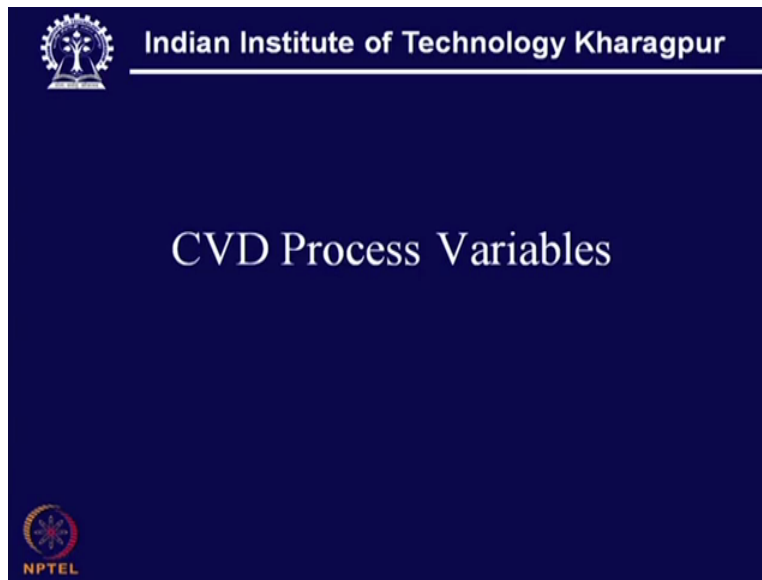 Indian Institute of Technology Kharagpur
CVD Process Variables
NPTEL